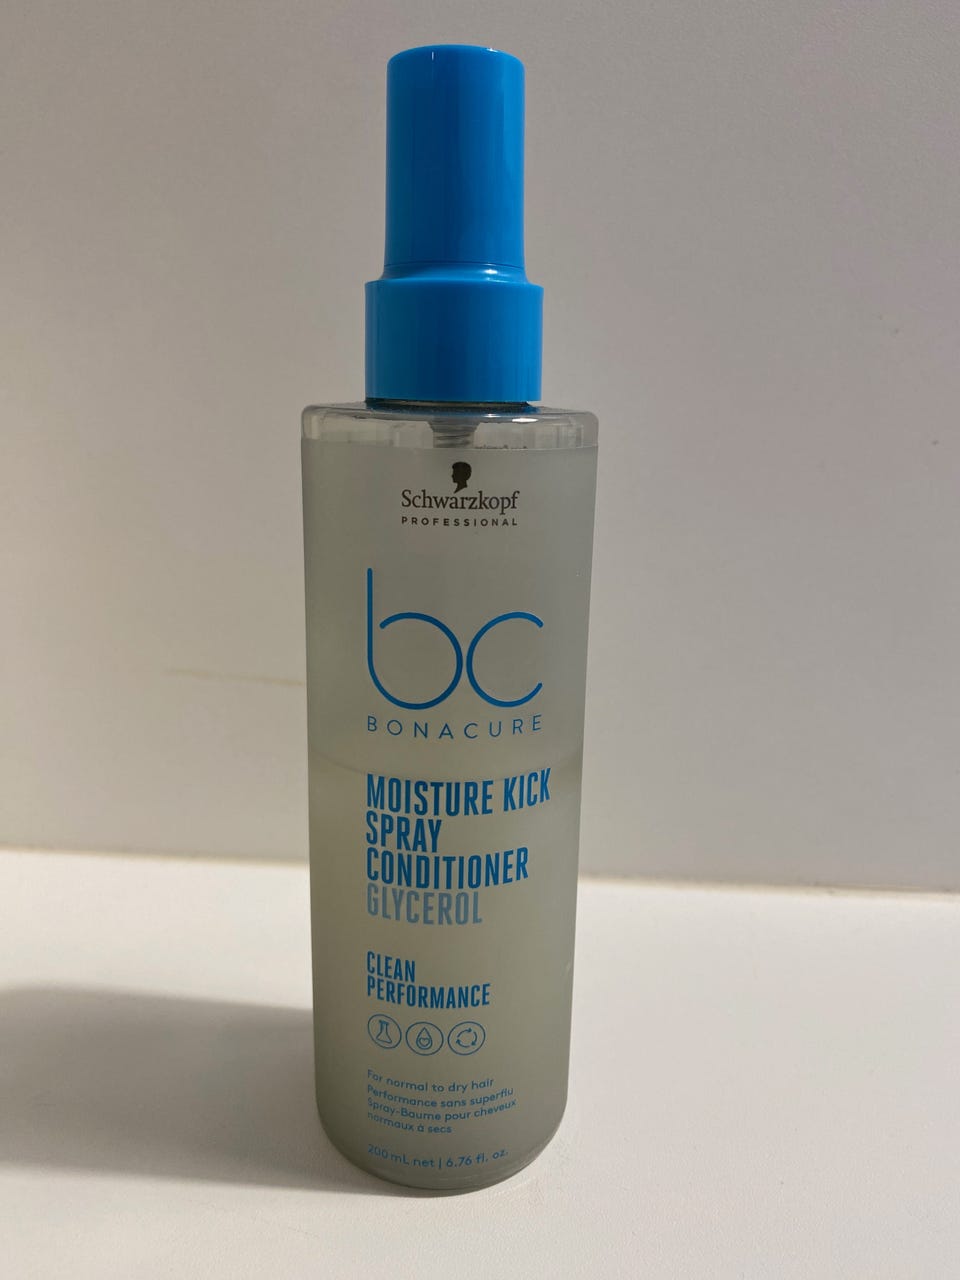 Schwarzkopf
PROFESSIONAL
bc
BONACURE
MOISTURE KICK
SPRAY
CONDITIONER
GLYCEROL
CLEAN
PERFORMANCE
For normal to dry hair
Performance sans superflu
Spray-Baume pour cheveux
normaux à secs
200 mL net | 6.76 fl. oz.